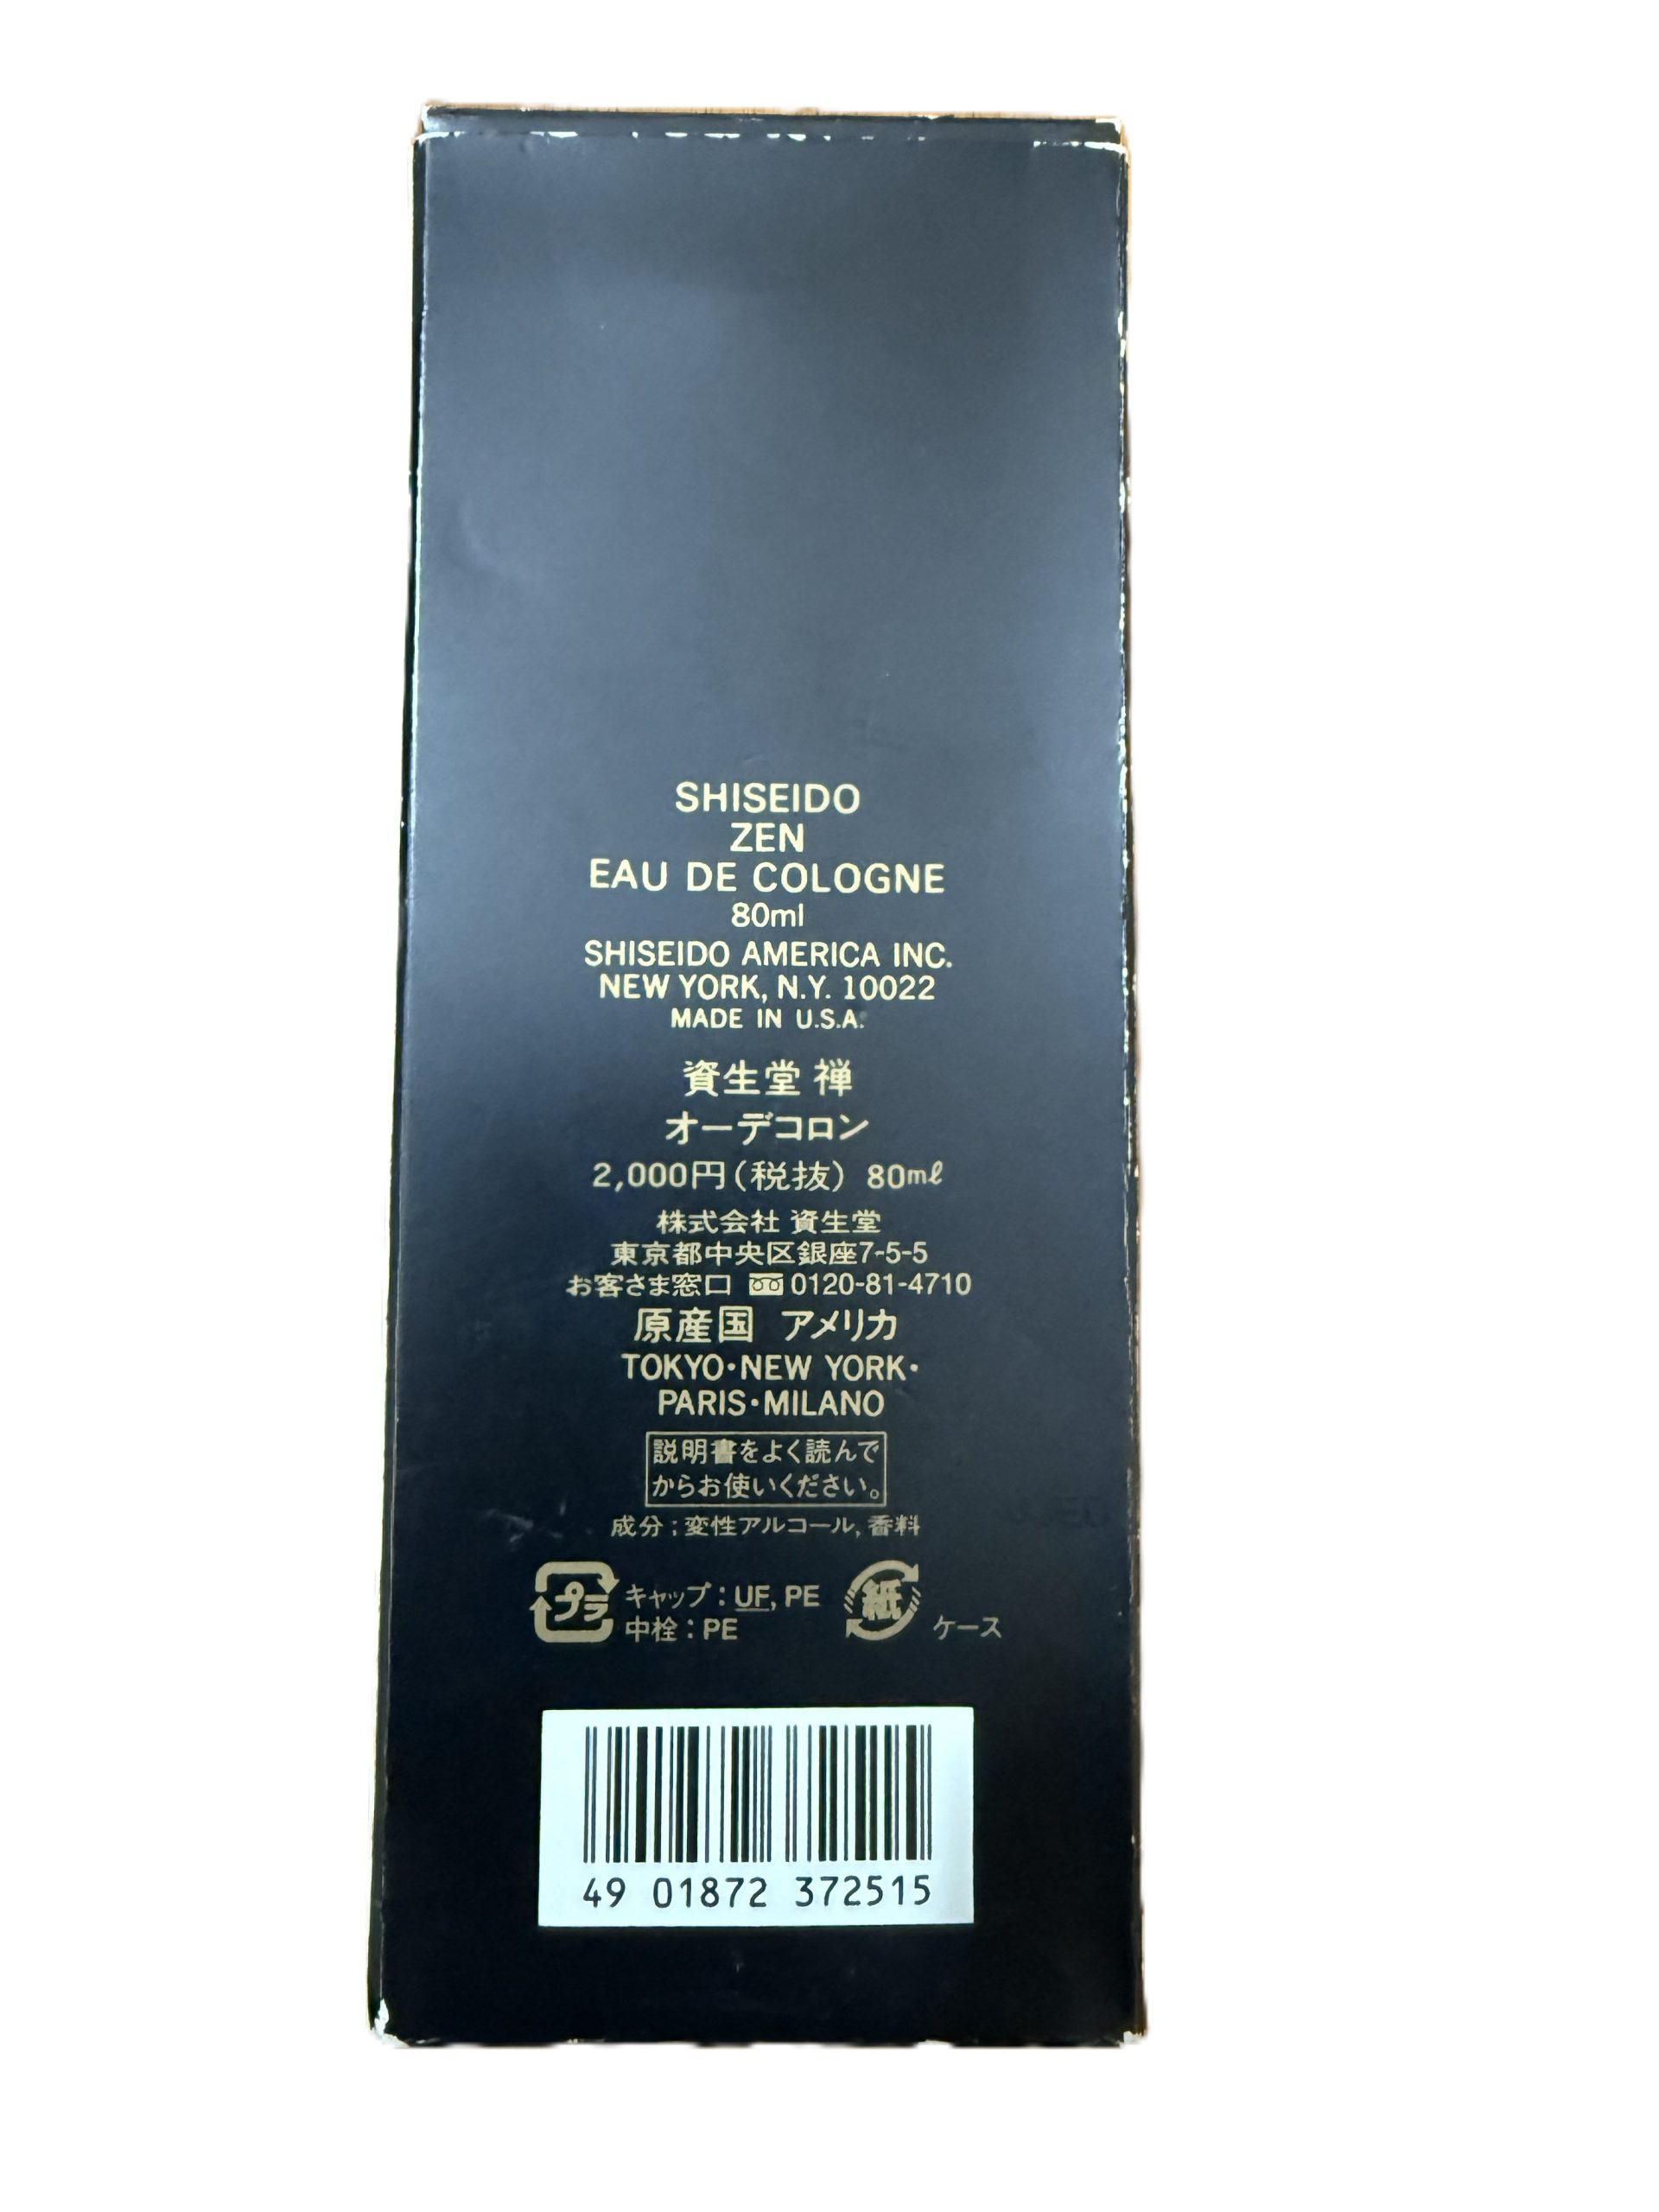 SHISEIDO
ZEN
EAU DE COLOGNE
80ml
SHISEIDO AMERICA INC.
NEW YORK, N.Y. 10022
MADE IN U.S.A.
資生堂 禅
オーデコロン
2,000円(税抜) 80mℓ
株式会社 資生堂
東京都中央区銀座7-5-5
お客さま窓口 0120-81-4710
原産国 アメリカ
TOKYO・NEW YORK・
PARIS・MILANO
説明書をよく読んで
からお使いください。
成分；変性アルコール, 香料
プラ キャップ：UF, PE 紙 ケース
中栓：PE
49 01872 372515